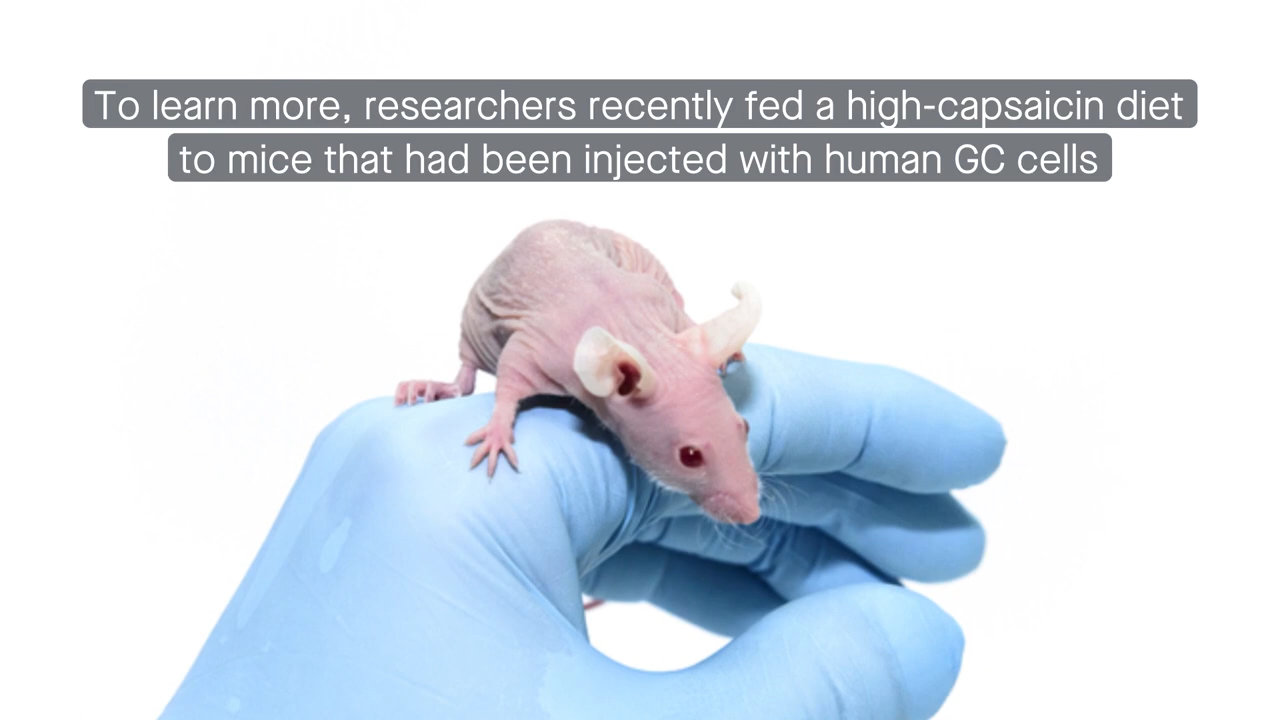 To learn more, researchers recently fed a high-capsaicin diet
to mice that had been injected with human GC cells